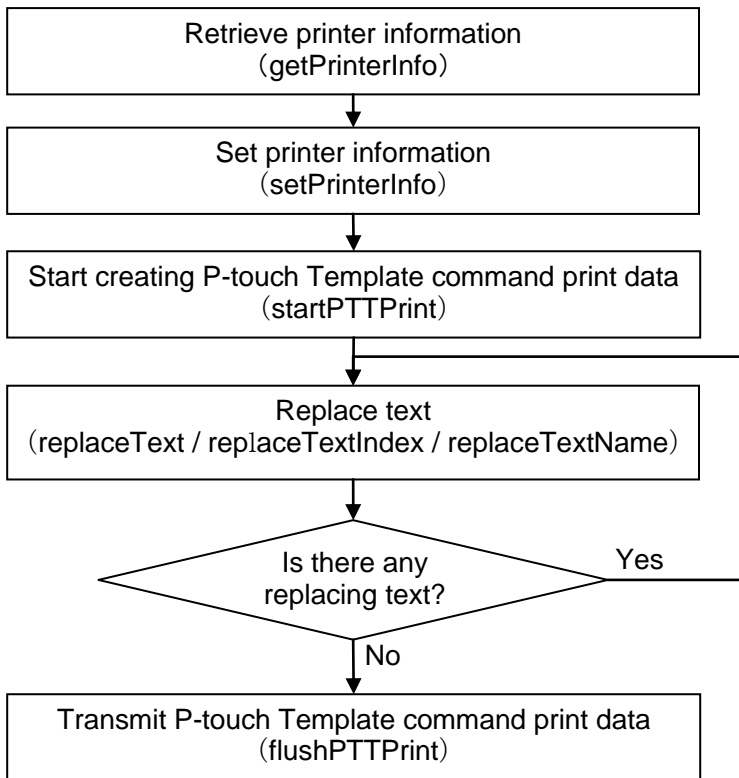 Retrieve printer information
（getPrinterInfo）
Set printer information
（setPrinterInfo）
Start creating P-touch Template command print data
（startPTTPrint）
Replace text
（replaceText / replaceTextIndex / replaceTextName）
Is there any
replacing text?
Yes
No
Transmit P-touch Template command print data
（flushPTTPrint）